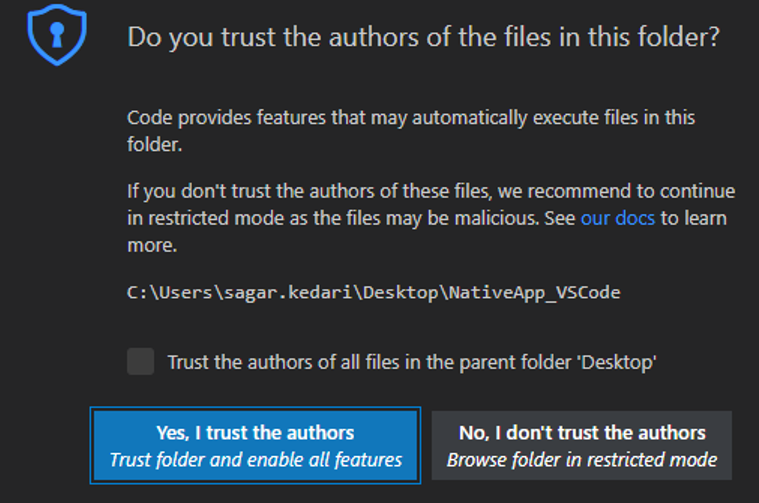 Do you trust the authors of the files in this folder?
Code provides features that may automatically execute files in this
folder.
If you don't trust the authors of these files, we recommend to continue
in restricted mode as the files may be malicious. See our docs to learn
more.
C:\Users\sagar.kedari\Desktop\NativeApp_VSCode
Trust the authors of all files in the parent folder 'Desktop'
Yes, I trust the authors
Trust folder and enable all features
No, I don't trust the authors
Browse folder in restricted mode